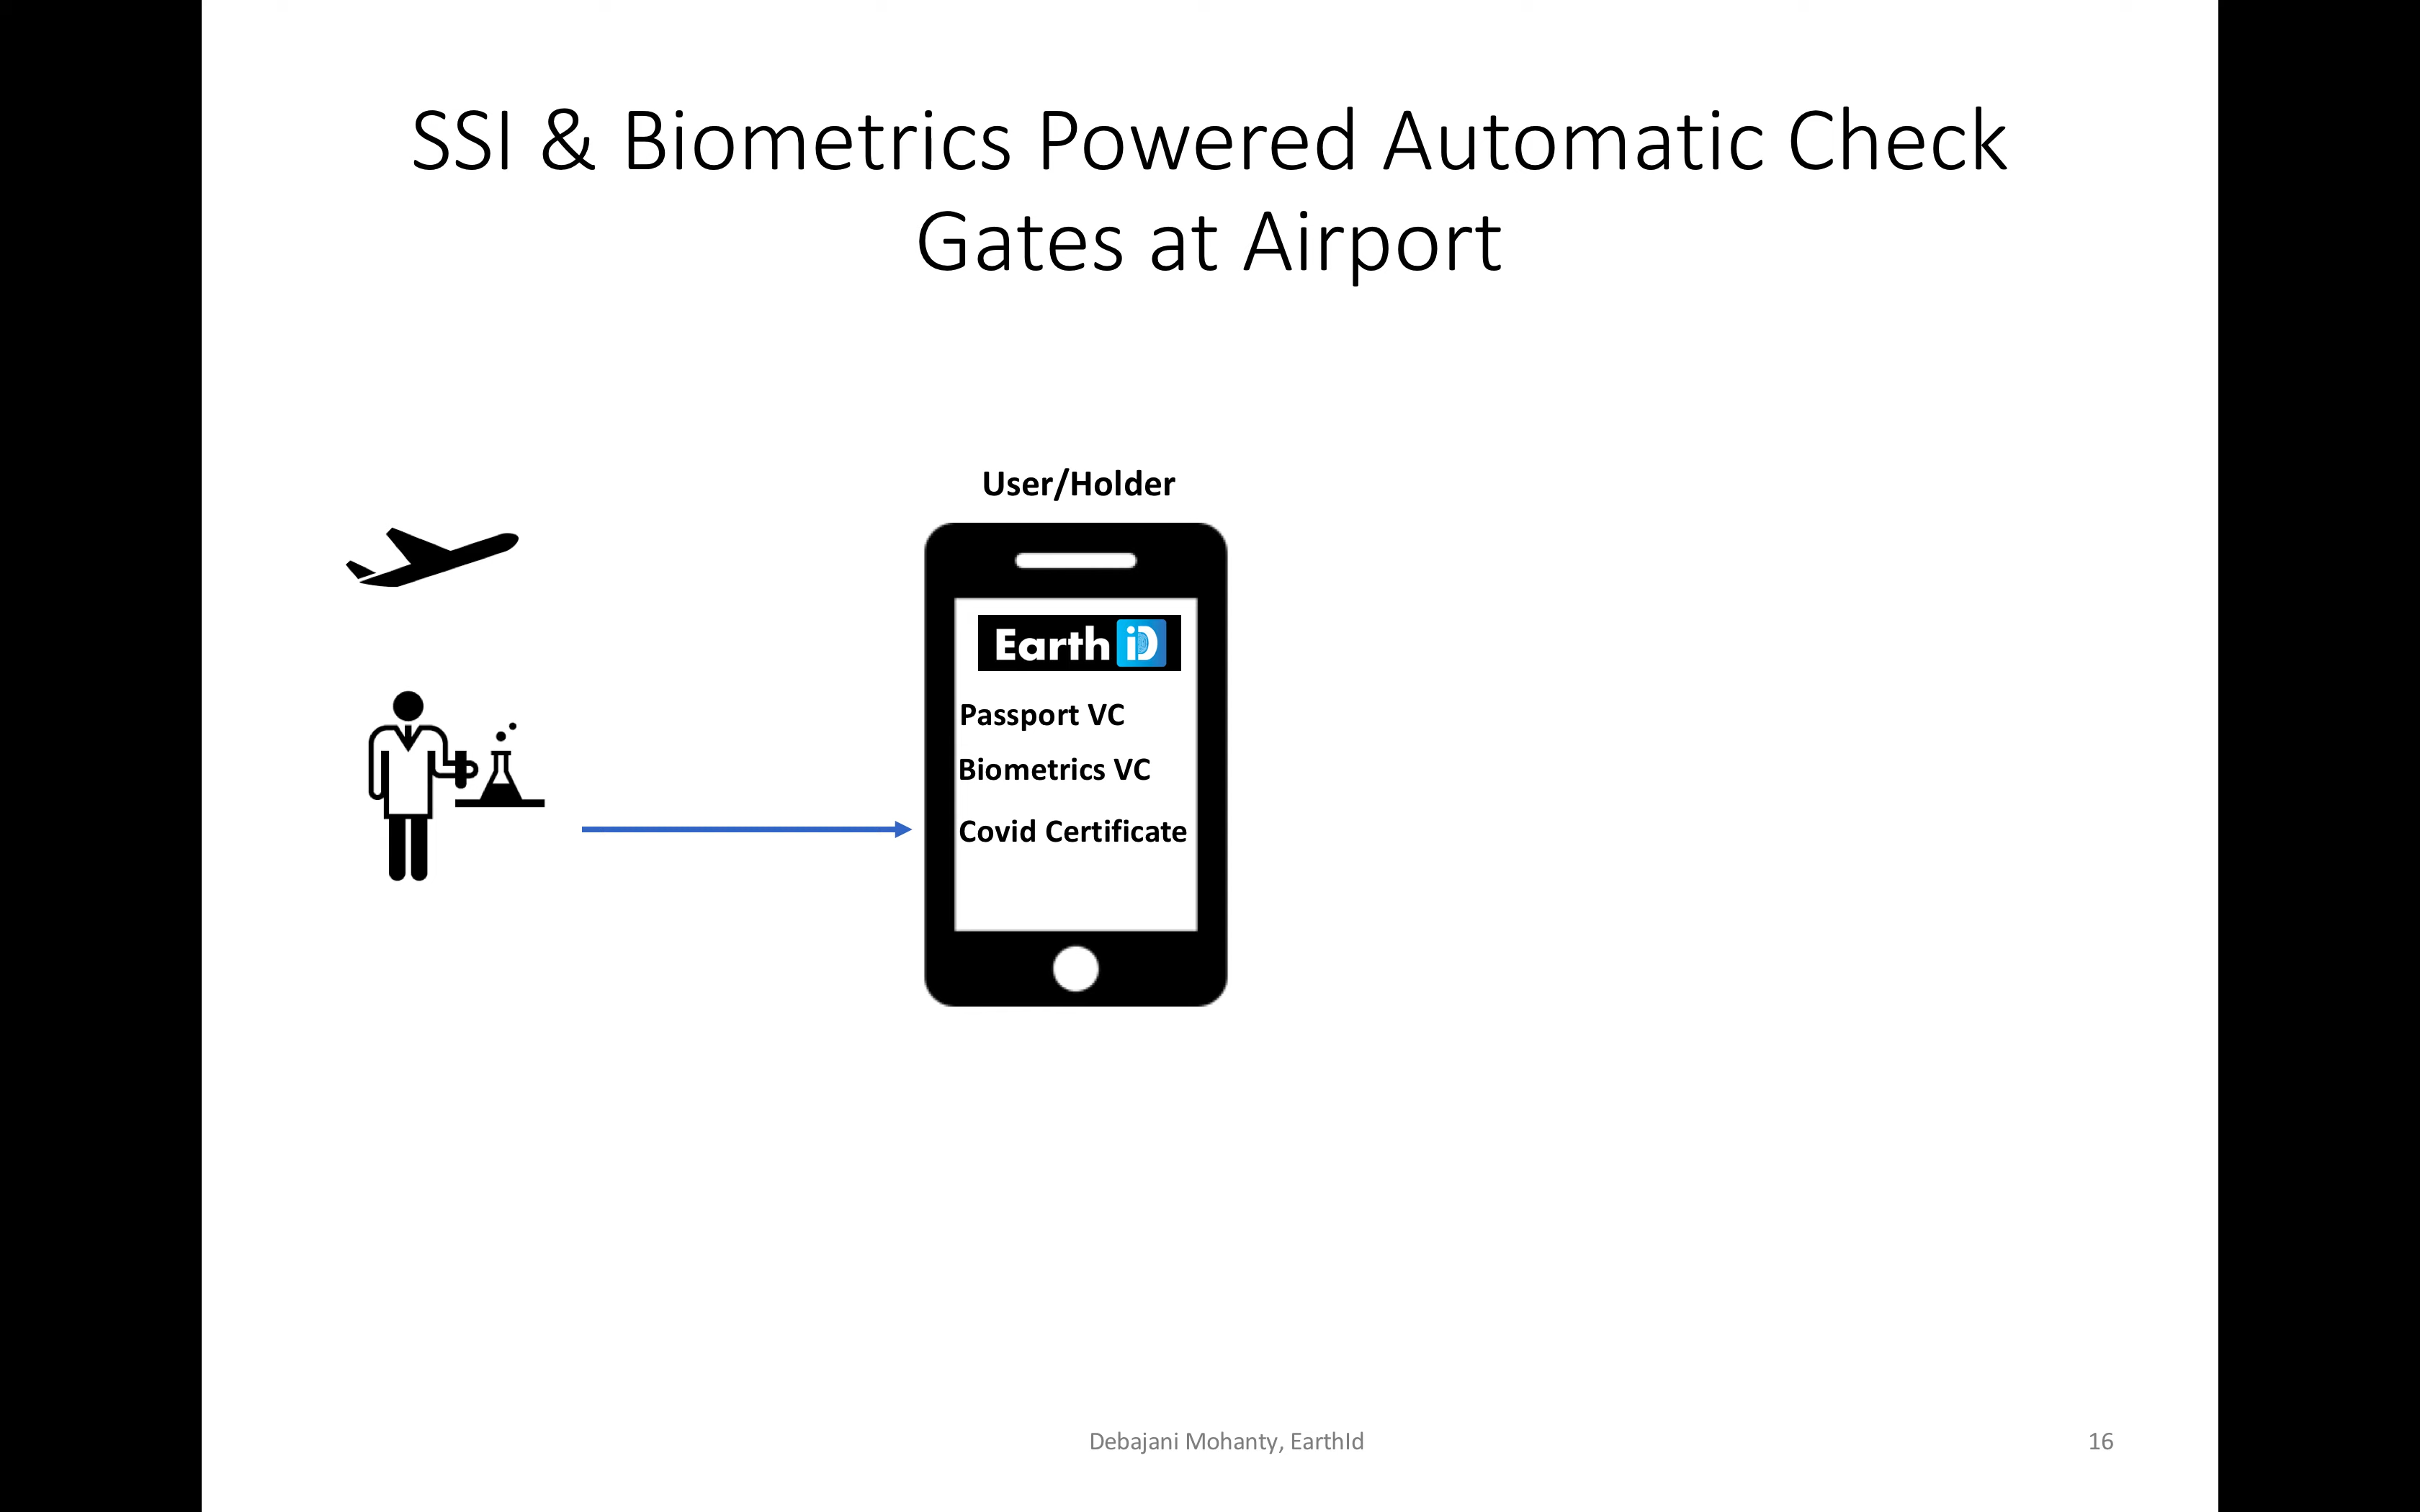 SSI & Biometrics Powered Automatic Check
Gates at Airport
User/Holder
Earth iD
Passport VC
Biometrics VC
Covid Certificate
Debajani Mohanty, EarthId
16